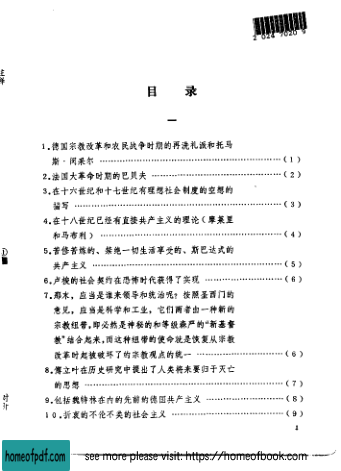 2024 7020 9
目 录
一
1.德国宗教改革和农民战争时期的再洗礼派和托马
斯·闵采尔 ……………………………………………( 1 )
2.法国大革命时期的巴贝夫 ……………………………( 2 )
3.在十六世纪和十七世纪有理想社会制度的空想的
描写 ……………………………………………………( 3 )
4.在十八世纪已经有直接共产主义的理论(摩莱里
和马布利) ……………………………………………( 4 )
5.苦修苦炼的、禁绝一切生活享受的、斯巴达式的
共产主义 ………………………………………………( 5 )
6.卢梭的社会契约在恐怖时代获得了实现 ……………( 6 )
7.那末,应当是谁来领导和统治呢?按照圣西门的
意见,应当是科学和工业,它们两者由一种新的
宗教纽带,即必然是神秘的和等级森严的“新基督
教”结合起来,而这种纽带的使命就是恢复从宗教
改革时起被破坏了的宗教观点的统一 ………………( 6 )
8.傅立叶在历史研究中提出了人类将来要归于灭亡
的思想 …………………………………………………( 7 )
9.包括魏特林在内的先前的德国共产主义 ……………( 8 )
10.折衷的不伦不类的社会主义 ………………………( 9 )
1
homeofpdf.com
see more please visit: https://homeofbook.com